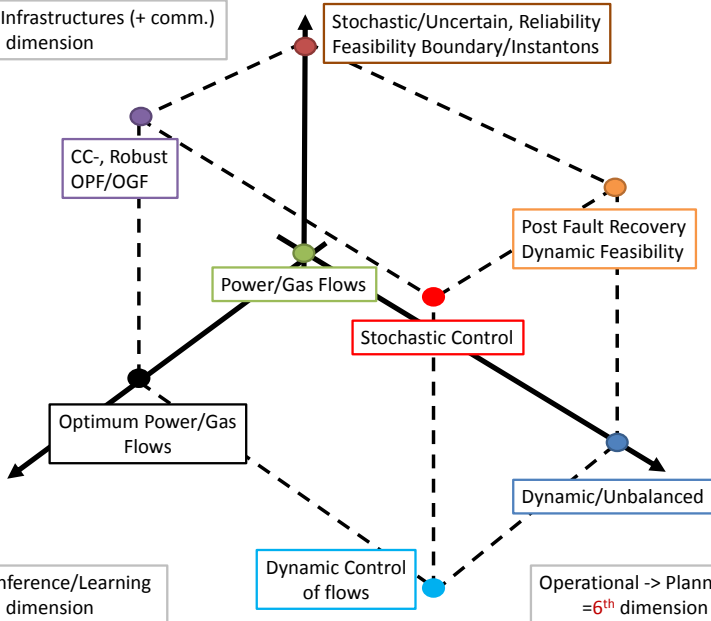 Infrastructures (+ comm.)
dimension
Stochastic/Uncertain, Reliability
Feasibility Boundary/Instantons
CC-, Robust
OPF/OGF
Post Fault Recovery
Dynamic Feasibility
Power/Gas Flows
Stochastic Control
Optimum Power/Gas
Flows
Dynamic/Unbalanced
nference/Learning
dimension
Dynamic Control
of flows
Operational -> Plann
=6th dimension